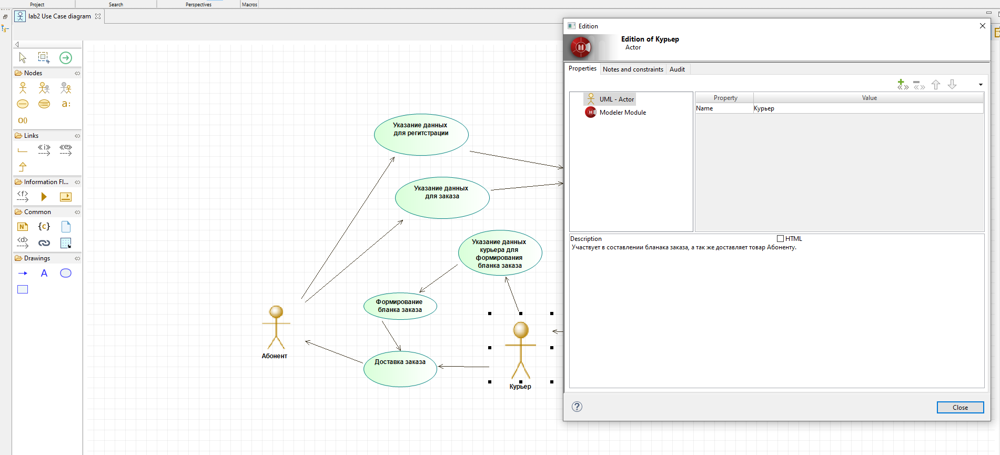 Project
Search
Perspectives
Macros
lab2 Use Case diagram
Nodes
a:
O()
Links
«i»
«e»
Information Fl...
<f>
Common
N
{c}
<d>
Drawings
A
Указание данных
для регитстрации
Указание данных
для заказа
Указание данных
курьера для
формирования
бланка заказа
Формирование
бланка заказа
Доставка заказа
Абонент
Курьер
Edition
Edition of Курьер
Actor
Properties
Notes and constraints
Audit
UML - Actor
Modeler Module
Property
Value
Name
Курьер
Description
HTML
Участвует в составлении бланака заказа, а так же доставляет товар Абоненту.
?
Close